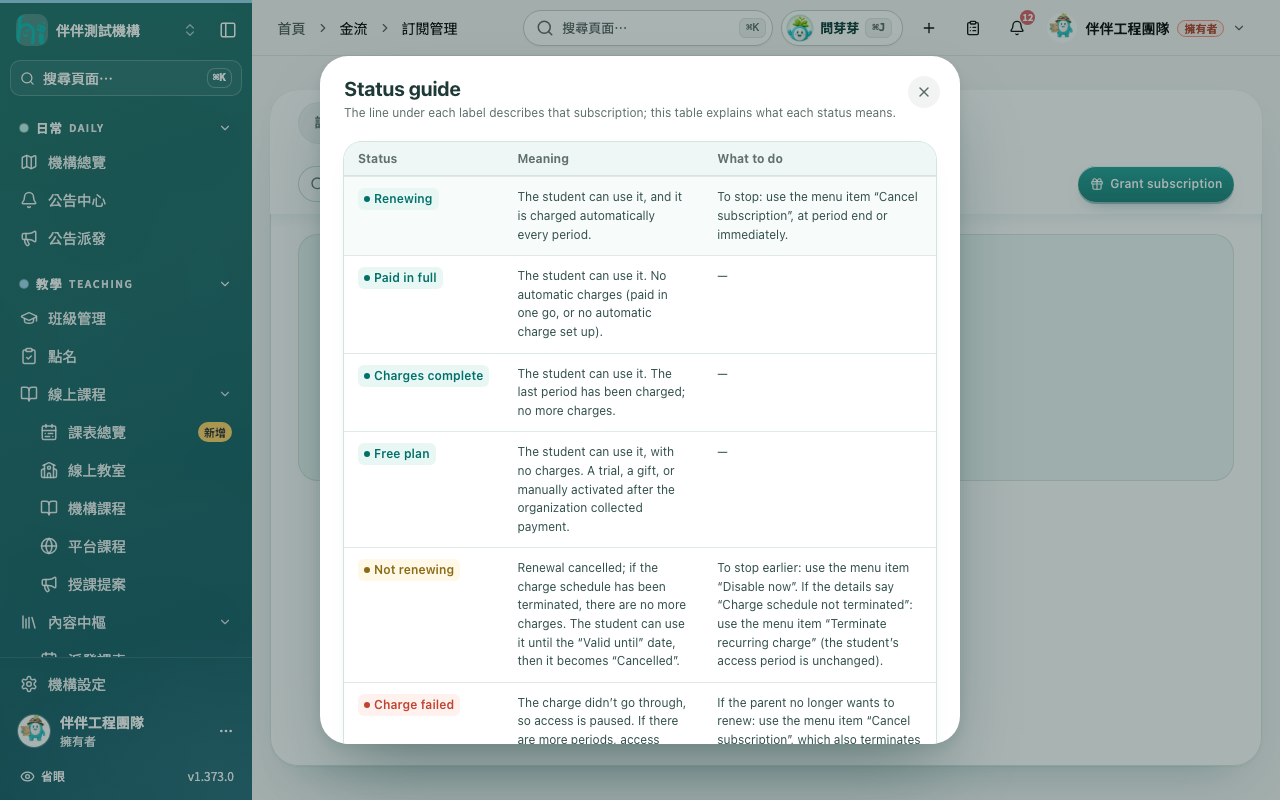 伴伴測試機構
搜尋頁面…
⌘K
日常 DAILY
機構總覽
公告中心
公告派發
教學 TEACHING
班級管理
點名
線上課程
課表總覽
新增
線上教室
機構課程
平台課程
授課提案
內容中樞
機構設定
伴伴工程團隊
擁有者
省眼
v1.373.0
首頁
金流
訂閱管理
搜尋頁面…
⌘K
問芽芽
⌘J
12
伴伴工程團隊
擁有者
Grant subscription
Status guide
The line under each label describes that subscription; this table explains what each status means.
Status
Meaning
What to do
Renewing
The student can use it, and it
is charged automatically
every period.
To stop: use the menu item “Cancel
subscription”, at period end or
immediately.
Paid in full
The student can use it. No
automatic charges (paid in
one go, or no automatic
charge set up).
—
Charges complete
The student can use it. The
last period has been charged;
no more charges.
—
Free plan
The student can use it, with
no charges. A trial, a gift, or
manually activated after the
organization collected
payment.
—
Not renewing
Renewal cancelled; if the
charge schedule has been
terminated, there are no more
charges. The student can use
it until the “Valid until” date,
then it becomes “Cancelled”.
To stop earlier: use the menu item
“Disable now”. If the details say
“Charge schedule not terminated”:
use the menu item “Terminate
recurring charge” (the student’s
access period is unchanged).
Charge failed
The charge didn’t go through,
so access is paused. If there
are more periods, access
If the parent no longer wants to
renew: use the menu item “Cancel
subscription”, which also terminates